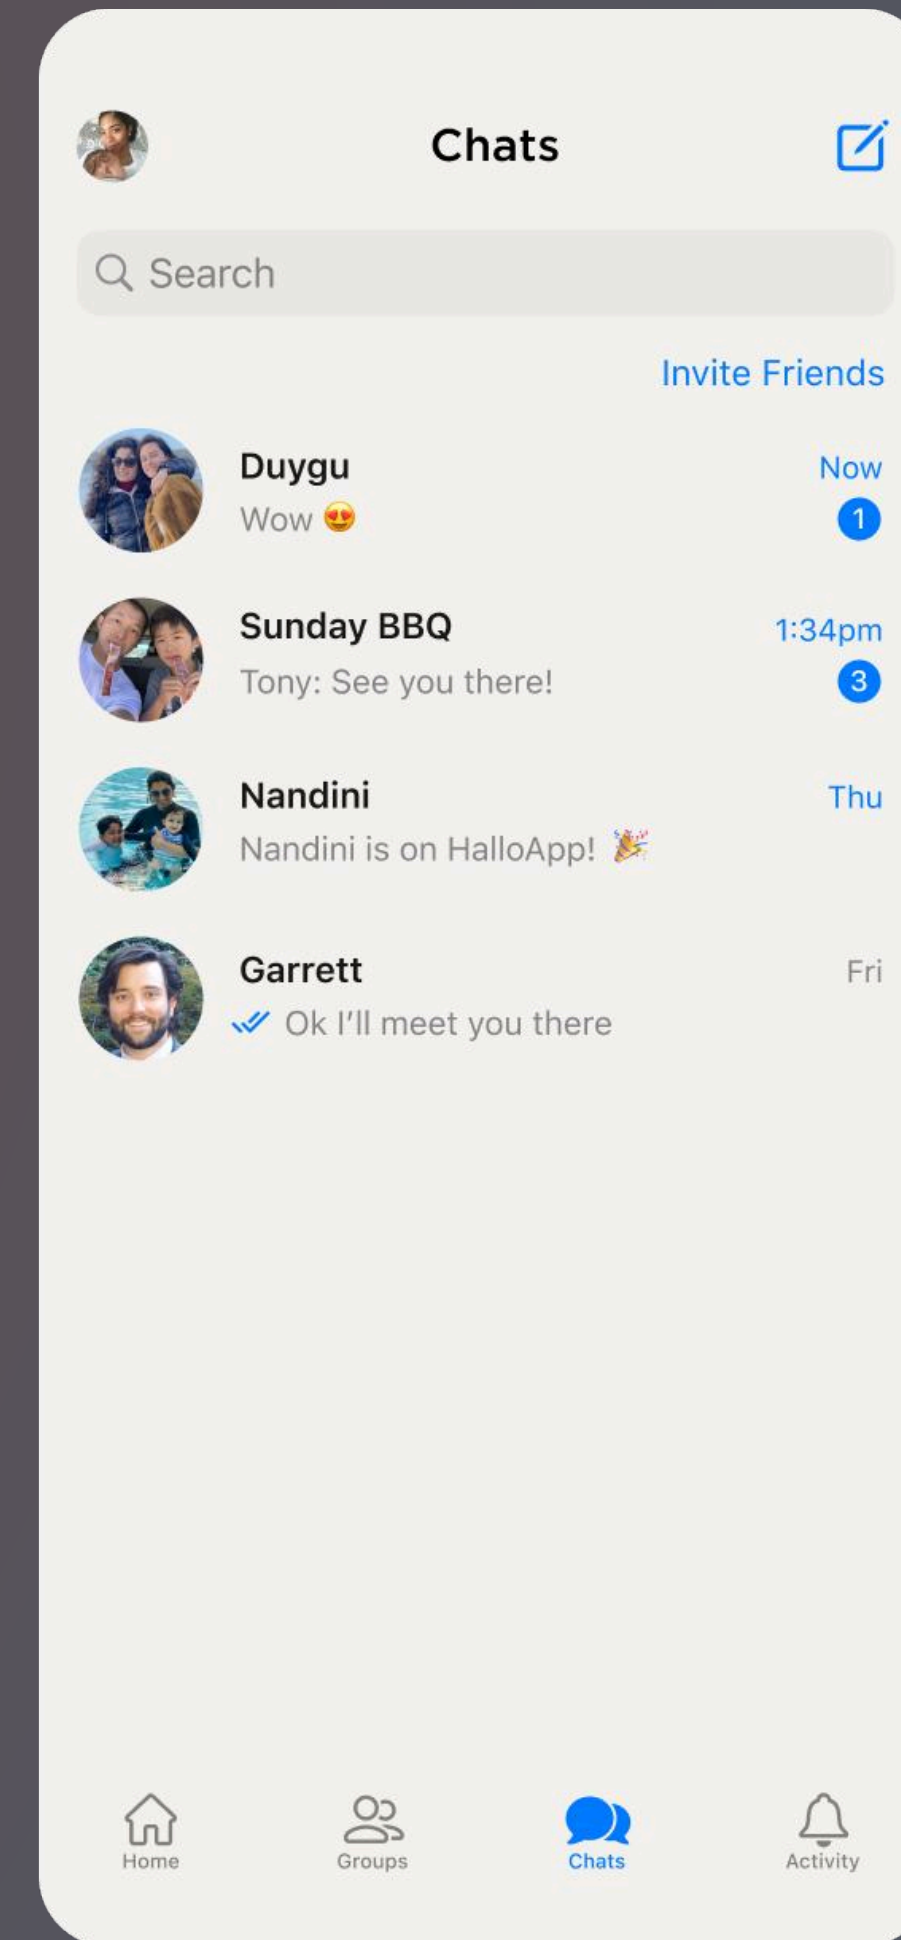 Chats
Search
Invite Friends
Duygu Now
Wow 😍 1
Sunday BBQ 1:34pm
Tony: See you there! 3
Nandini Thu
Nandini is on HalloApp! 🎉
Garrett Fri
Ok I’ll meet you there
Home Groups Chats Activity